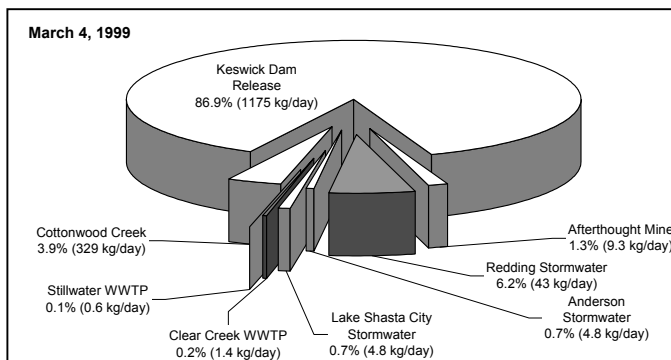 March 4, 1999
Keswick Dam
Release
86.9% (1175 kg/day)
Cottonwood Creek
3.9% (329 kg/day)
Stillwater WWTP
0.1% (0.6 kg/day)
Clear Creek WWTP
0.2% (1.4 kg/day)
Lake Shasta City
Stormwater
0.7% (4.8 kg/day)
Anderson
Stormwater
0.7% (4.8 kg/day)
Redding Stormwater
6.2% (43 kg/day)
Afterthought Mine
1.3% (9.3 kg/day)